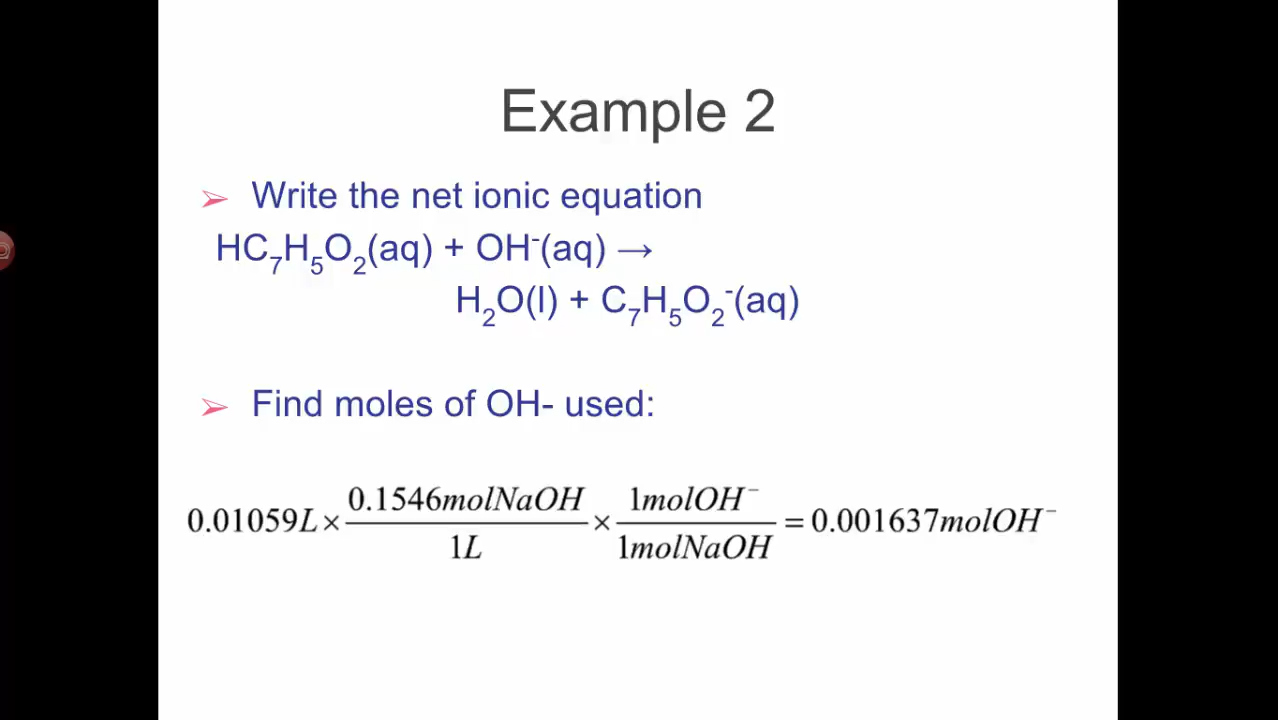 Example 2
➢ Write the net ionic equation
HC₇H₅O₂(aq) + OH⁻(aq) →
H₂O(l) + C₇H₅O₂⁻(aq)
➢ Find moles of OH- used:
0.01059L × 0.1546molNaOH / 1L × 1molOH⁻ / 1molNaOH = 0.001637molOH⁻